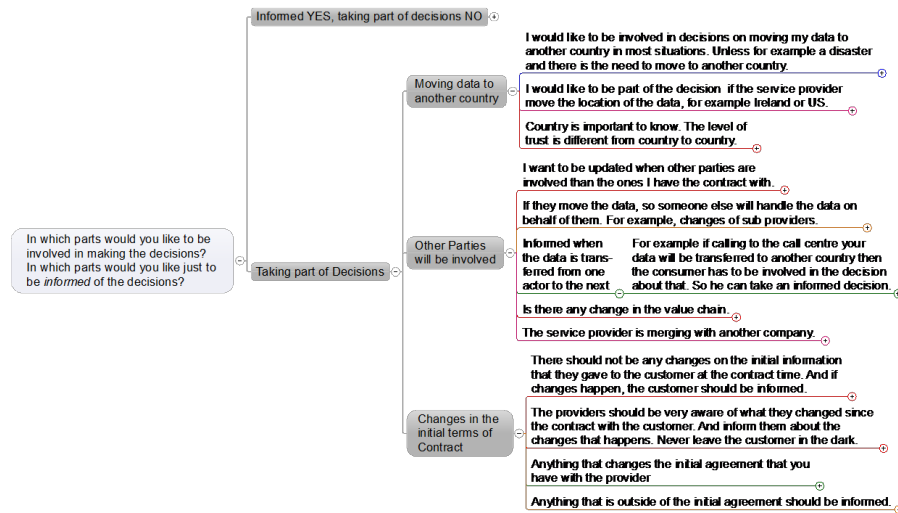 Informed YES, taking part of decisions NO
I would like to be involved in decisions on moving my data to
another country in most situations. Unless for example a disaster
and there is the need to move to another country.
Moving data to
another country
I would like to be part of the decision if the service provider
move the location of the data, for example Ireland or US.
Country is important to know. The level of
trust is different from country to country.
In which parts would you like to be
involved in making the decisions?
In which parts would you like just to
be informed of the decisions?
Taking part of Decisions
Other Parties
will be involved
I want to be updated when other parties are
involved than the ones I have the contract with.
If they move the data, so someone else will handle the data on
behalf of them. For example, changes of sub providers.
Informed when
the data is trans-
ferred from one
actor to the next
For example if calling to the call centre your
data will be transferred to another country then
the consumer has to be involved in the decision
about that. So he can take an informed decision.
Is there any change in the value chain.
The service provider is merging with another company.
Changes in the
initial terms of
Contract
There should not be any changes on the initial information
that they gave to the customer at the contract time. And if
changes happen, the customer should be informed.
The providers should be very aware of what they changed since
the contract with the customer. And inform them about the
changes that happens. Never leave the customer in the dark.
Anything that changes the initial agreement that you
have with the provider
Anything that is outside of the initial agreement should be informed.